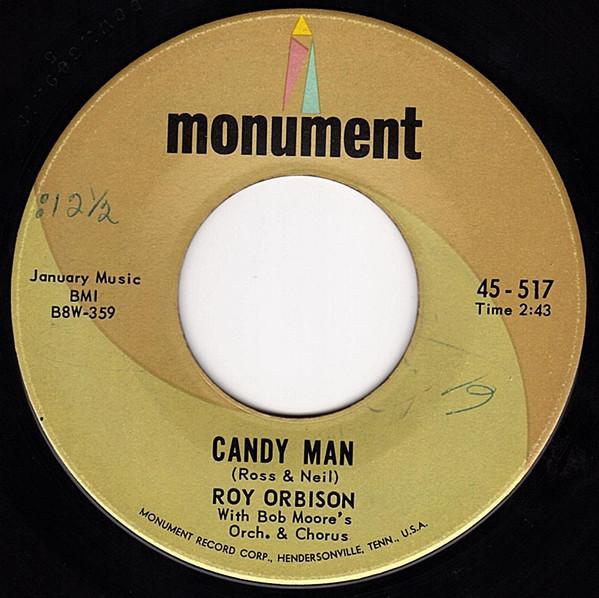 monument
:12½
January Music
BMI
B8W-359
45-517
Time 2:43
CANDY MAN
(Ross & Neil)
ROY ORBISON
With Bob Moore's
Orch. & Chorus
MONUMENT RECORD CORP., HENDERSONVILLE, TENN., U.S.A.